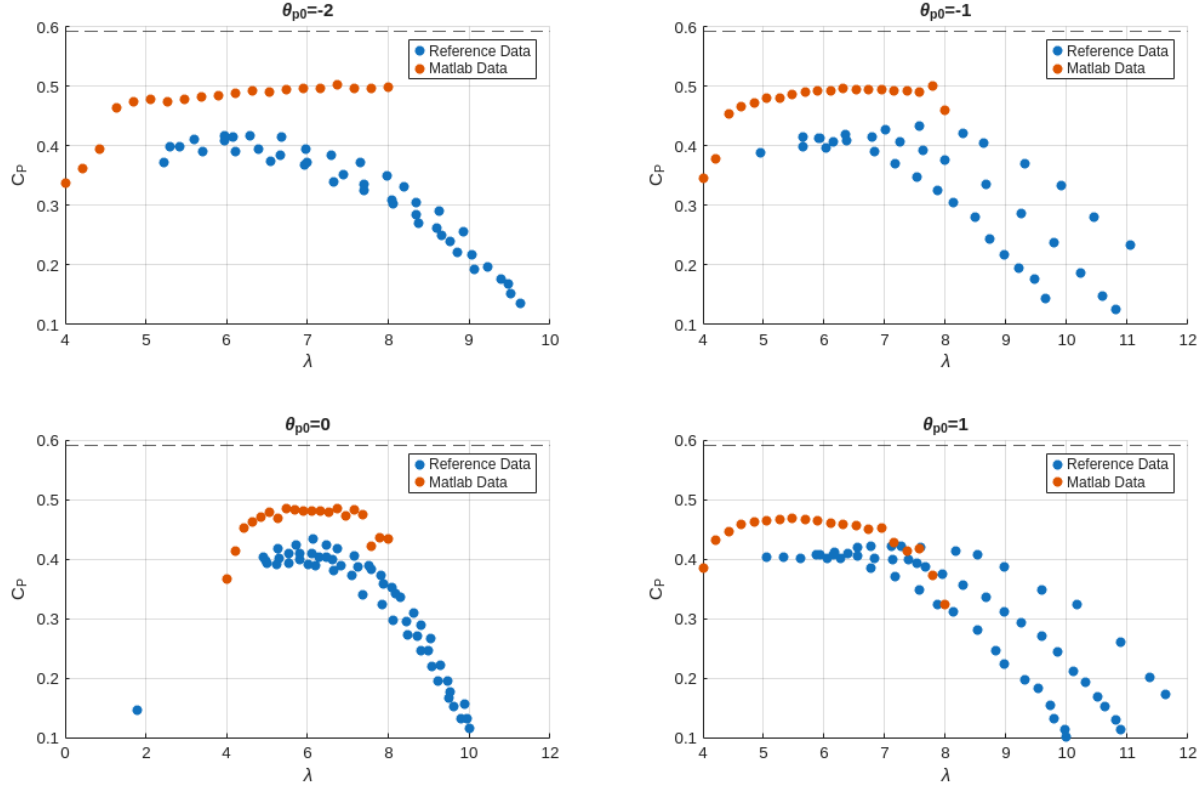 θp0=-2
0.6
0.5
0.4
0.3
0.2
0.1
CP
4 5 6 7 8 9 10
λ
Reference Data
Matlab Data
θp0=-1
0.6
0.5
0.4
0.3
0.2
0.1
CP
4 5 6 7 8 9 10 11 12
λ
Reference Data
Matlab Data
θp0=0
0.6
0.5
0.4
0.3
0.2
0.1
CP
0 2 4 6 8 10 12
λ
Reference Data
Matlab Data
θp0=1
0.6
0.5
0.4
0.3
0.2
0.1
CP
4 5 6 7 8 9 10 11 12
λ
Reference Data
Matlab Data